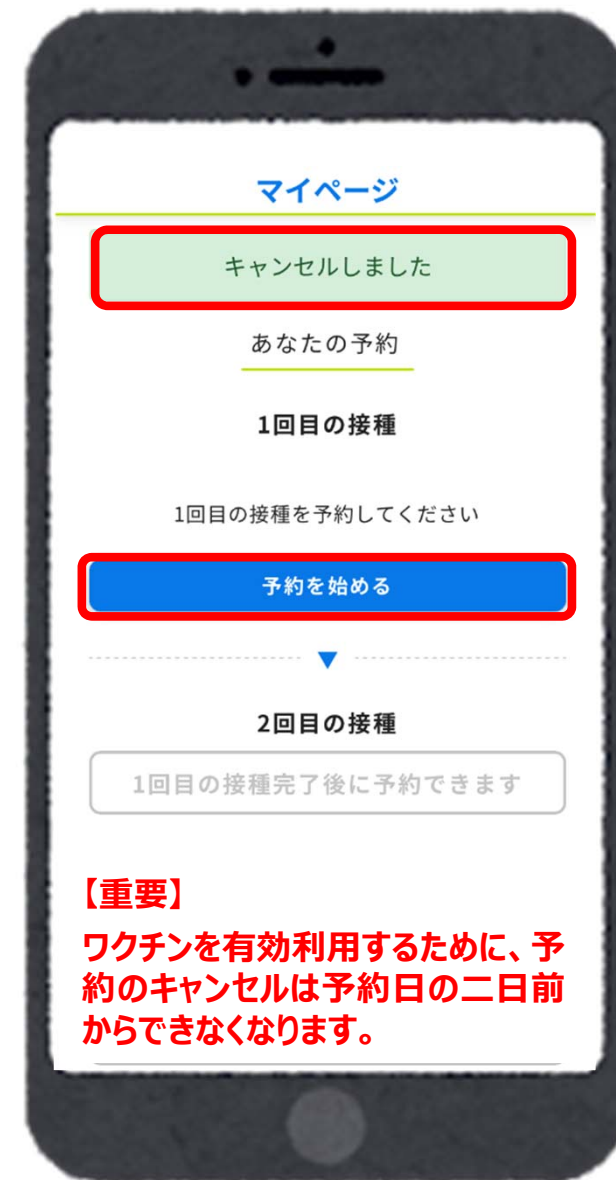 マイページ
キャンセルしました
あなたの予約
1回目の接種
1回目の接種を予約してください
予約を始める
2回目の接種
1回目の接種完了後に予約できます
【重要】
ワクチンを有効利用するために、予
約のキャンセルは予約日の二日前
からできなくなります。